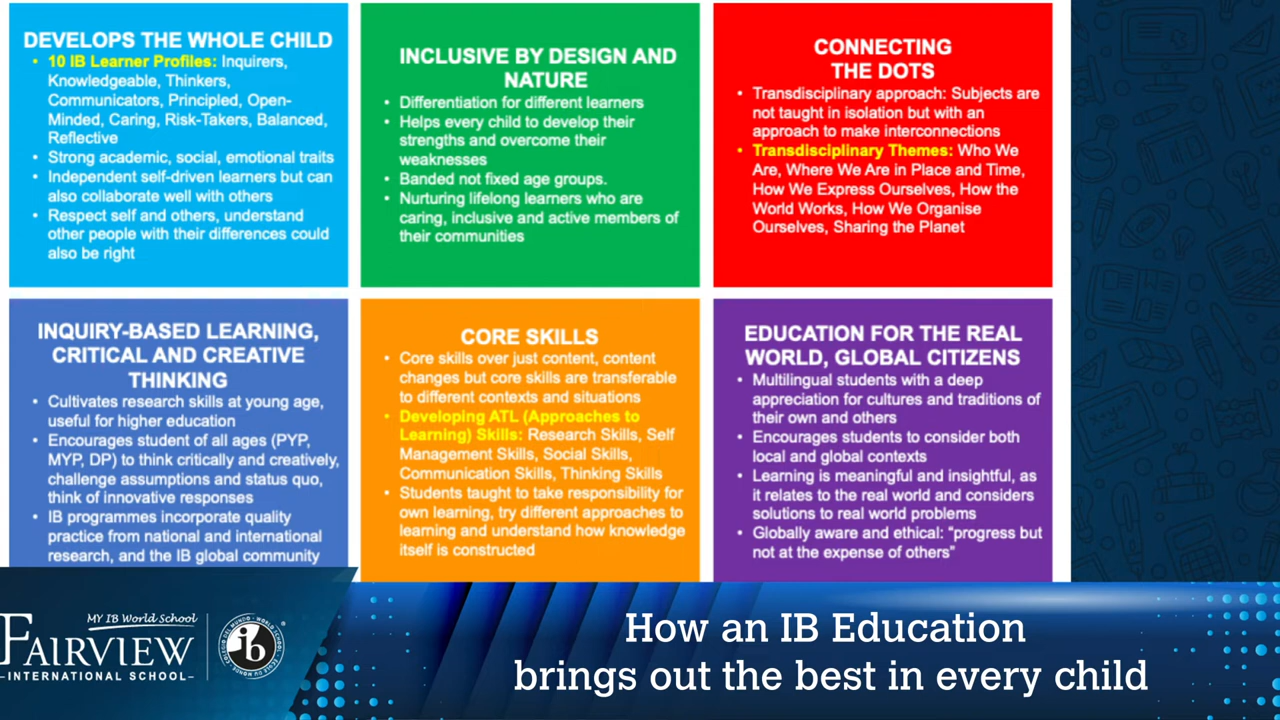 DEVELOPS THE WHOLE CHILD
• 10 IB Learner Profiles: Inquirers,
Knowledgeable, Thinkers,
Communicators, Principled, Open-
Minded, Caring, Risk-Takers, Balanced,
Reflective
• Strong academic, social, emotional traits
• Independent self-driven learners but can
also collaborate well with others
• Respect self and others, understand
other people with their differences could
also be right
INCLUSIVE BY DESIGN AND
NATURE
• Differentiation for different learners
• Helps every child to develop their
strengths and overcome their
weaknesses
• Banded not fixed age groups.
• Nurturing lifelong learners who are
caring, inclusive and active members of
their communities
CONNECTING
THE DOTS
• Transdisciplinary approach: Subjects are
not taught in isolation but with an
approach to make interconnections
• Transdisciplinary Themes: Who We
Are, Where We Are in Place and Time,
How We Express Ourselves, How the
World Works, How We Organise
Ourselves, Sharing the Planet
INQUIRY-BASED LEARNING,
CRITICAL AND CREATIVE
THINKING
• Cultivates research skills at young age,
useful for higher education
• Encourages student of all ages (PYP,
MYP, DP) to think critically and creatively,
challenge assumptions and status quo,
think of innovative responses
• IB programmes incorporate quality
practice from national and international
research, and the IB global community
CORE SKILLS
• Core skills over just content, content
changes but core skills are transferable
to different contexts and situations
• Developing ATL (Approaches to
Learning) Skills: Research Skills, Self
Management Skills, Social Skills,
Communication Skills, Thinking Skills
• Students taught to take responsibility for
own learning, try different approaches to
learning and understand how knowledge
itself is constructed
EDUCATION FOR THE REAL
WORLD, GLOBAL CITIZENS
• Multilingual students with a deep
appreciation for cultures and traditions of
their own and others
• Encourages students to consider both
local and global contexts
• Learning is meaningful and insightful, as
it relates to the real world and considers
solutions to real world problems
• Globally aware and ethical: “progress but
not at the expense of others”
MY IB World School
FAIRVIEW
INTERNATIONAL SCHOOL
ib
How an IB Education
brings out the best in every child